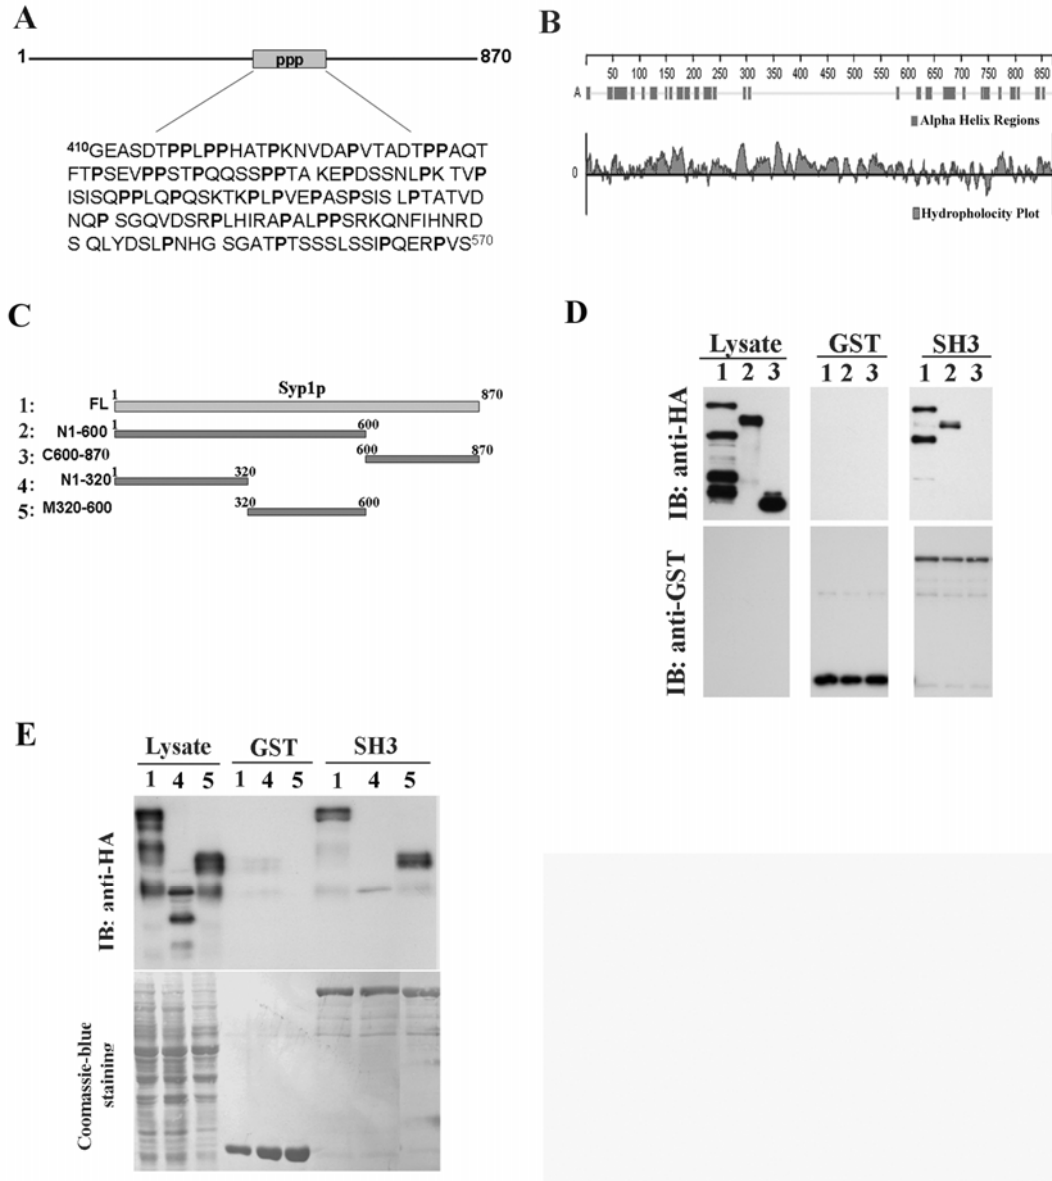 A
1 ppp 870
⁴¹⁰GEASDTPPLPPHATPKNVDAPVTADTPPAQT
FTPSEVPPSTPQQSSPPTA KEPDSSNLPK TVP
ISISQPPLQPQSKTKPLPVEPASPSIS LPTATVD
NQP SGQVDSRPLHIRAPALPPSRKQNFIHNRD
S QLYDSLPNHG SGATPTSSSLSSIPQERPVS⁵⁷⁰
B
50 100 150 200 250 300 350 400 450 500 550 600 650 700 750 800 850
A
Alpha Helix Regions
0
Hydropholocity Plot
C
Syp1p
1: FL 1 870
2: N1-600 1 600
3: C600-870 600 870
4: N1-320 1 320
5: M320-600 320 600
D
Lysate GST SH3
1 2 3 1 2 3 1 2 3
IB: anti-HA
IB: anti-GST
E
Lysate GST SH3
1 4 5 1 4 5 1 4 5
IB: anti-HA
Coomassie-blue
staining